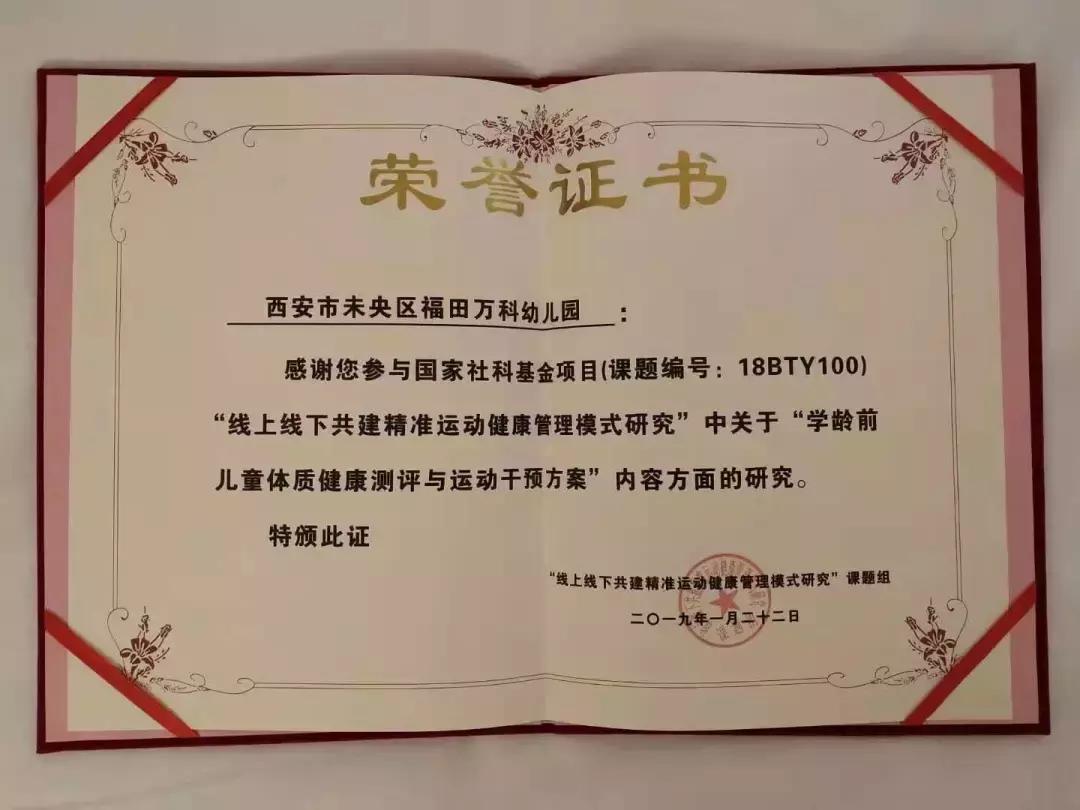 荣誉证书
西安市未央区福田万科幼儿园：
感谢您参与国家社科基金项目(课题编号：18BTY100)
“线上线下共建精准运动健康管理模式研究”中关于“学龄前
儿童体质健康测评与运动干预方案”内容方面的研究。
特颁此证
“线上线下共建精准运动健康管理模式研究”课题组
二〇一九年一月二十二日